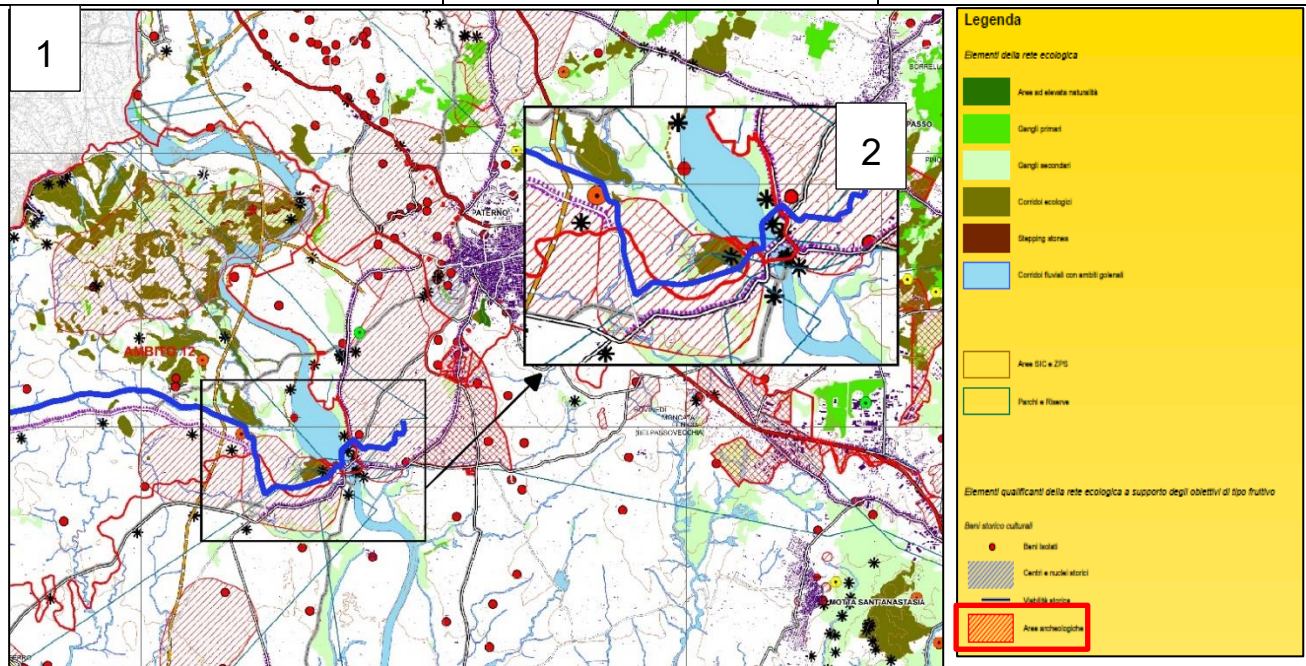 1
2
BORRELLO
PASSO
PATERNO
AMBITO 12
MOTTA SANT'ANASTASIA
Legenda
Elementi della rete ecologica
Aree ad elevata naturalità
Gangli primari
Gangli secondari
Corridoi ecologici
Stepping stones
Corridoi fluviali con ambiti golenali
Aree SIC e ZPS
Parchi e Riserve
Elementi qualificanti della rete ecologica a supporto degli obiettivi di tipo fruitivo
Beni storico culturali
Beni isolati
Centri e nuclei storici
Viabilità storica
Aree archeologiche